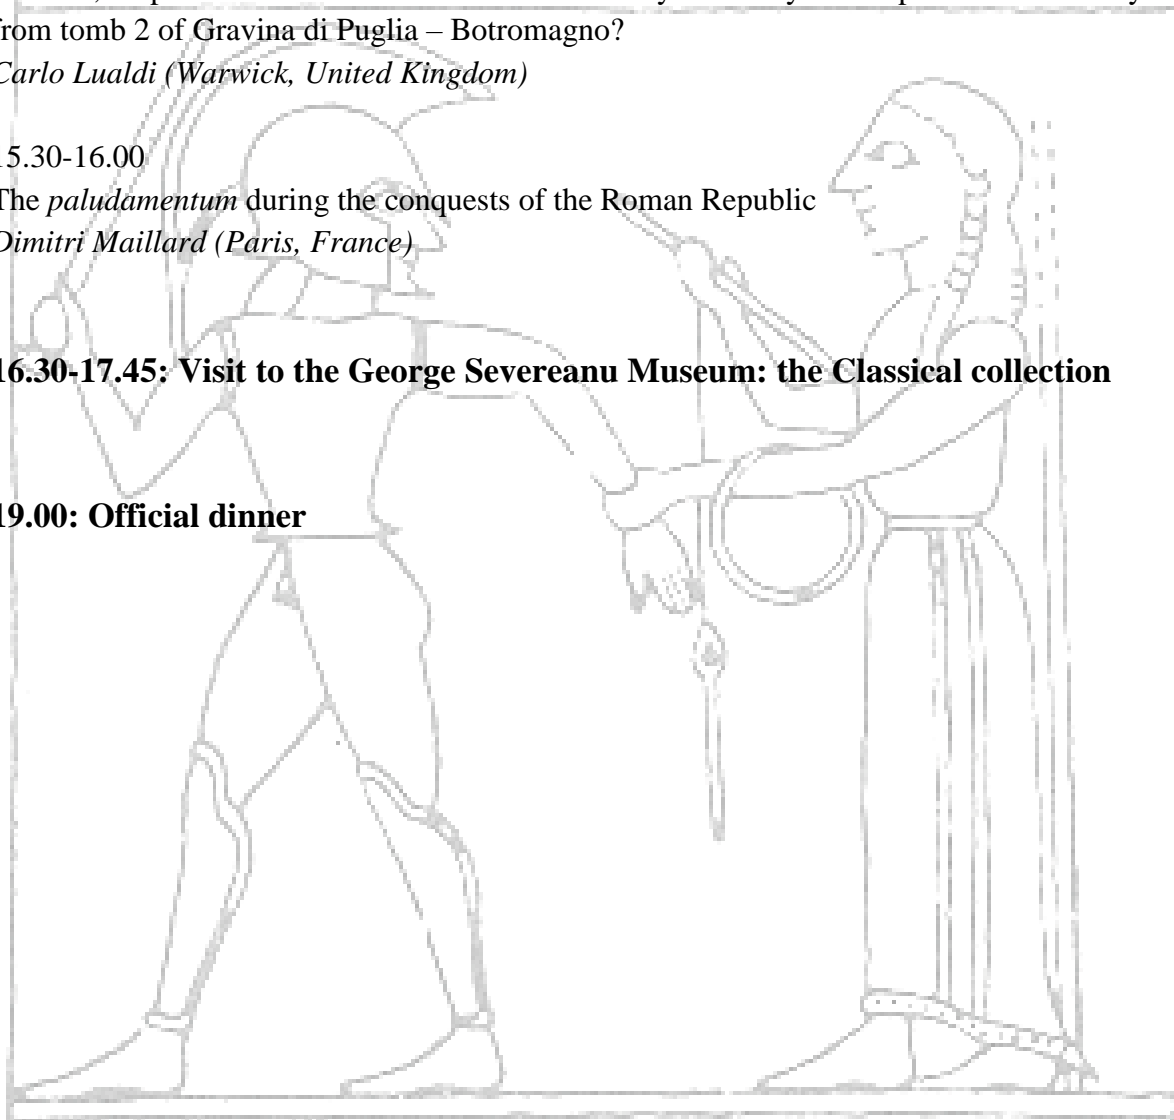 from tomb 2 of Gravina di Puglia – Botromagno?
Carlo Lualdi (Warwick, United Kingdom)
15.30-16.00
The paludamentum during the conquests of the Roman Republic
Dimitri Maillard (Paris, France)
16.30-17.45: Visit to the George Severeanu Museum: the Classical collection
19.00: Official dinner